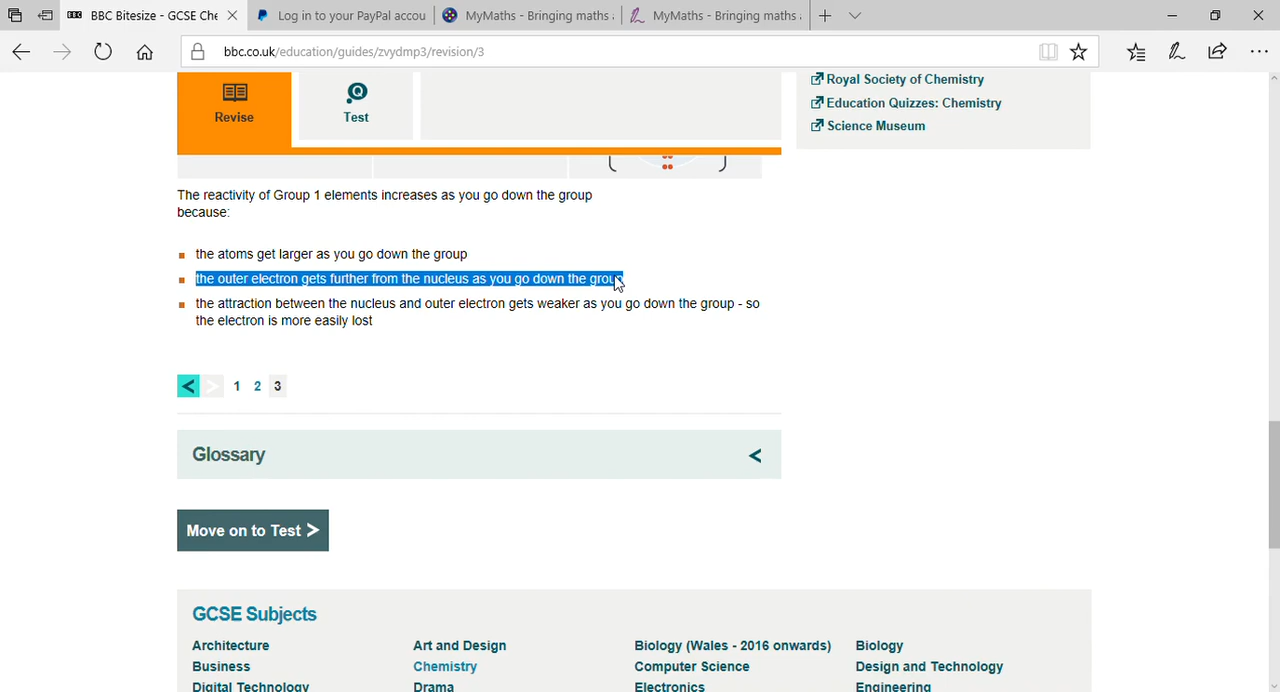 BBC Bitesize - GCSE Che
Log in to your PayPal accou
MyMaths - Bringing maths
MyMaths - Bringing maths
bbc.co.uk/education/guides/zvydmp3/revision/3
Revise
Test
Royal Society of Chemistry
Education Quizzes: Chemistry
Science Museum
The reactivity of Group 1 elements increases as you go down the group
because:
the atoms get larger as you go down the group
the outer electron gets further from the nucleus as you go down the group
the attraction between the nucleus and outer electron gets weaker as you go down the group - so
the electron is more easily lost
1 2 3
Glossary
Move on to Test
GCSE Subjects
Architecture Art and Design Biology (Wales - 2016 onwards) Biology
Business Chemistry Computer Science Design and Technology
Digital Technology Drama Electronics Engineering